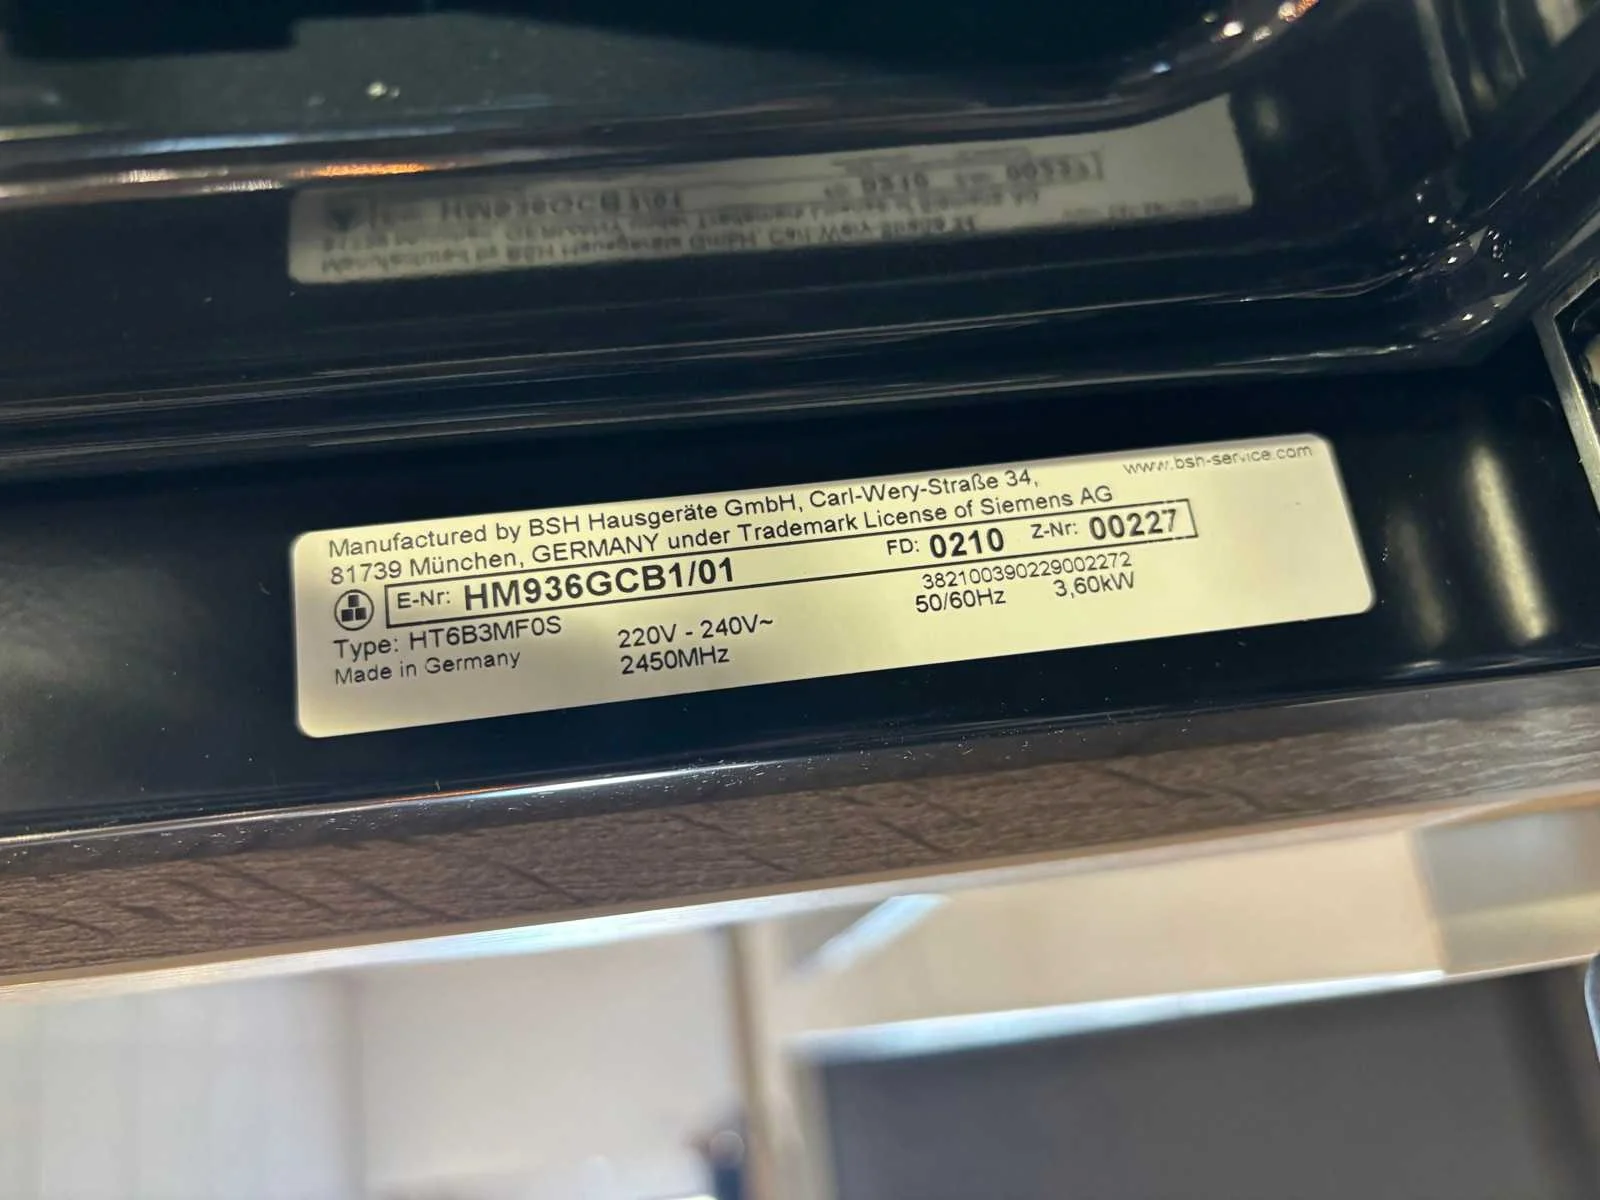 www.bsh-service.com
Manufactured by BSH Hausgeräte GmbH, Carl-Wery-Straße 34,
81739 München, GERMANY under Trademark License of Siemens AG
E-Nr: HM936GCB1/01 FD: 0210 Z-Nr: 00227
382100390229002272
Type: HT6B3MF0S 220V - 240V~ 50/60Hz 3,60kW
Made in Germany 2450MHz